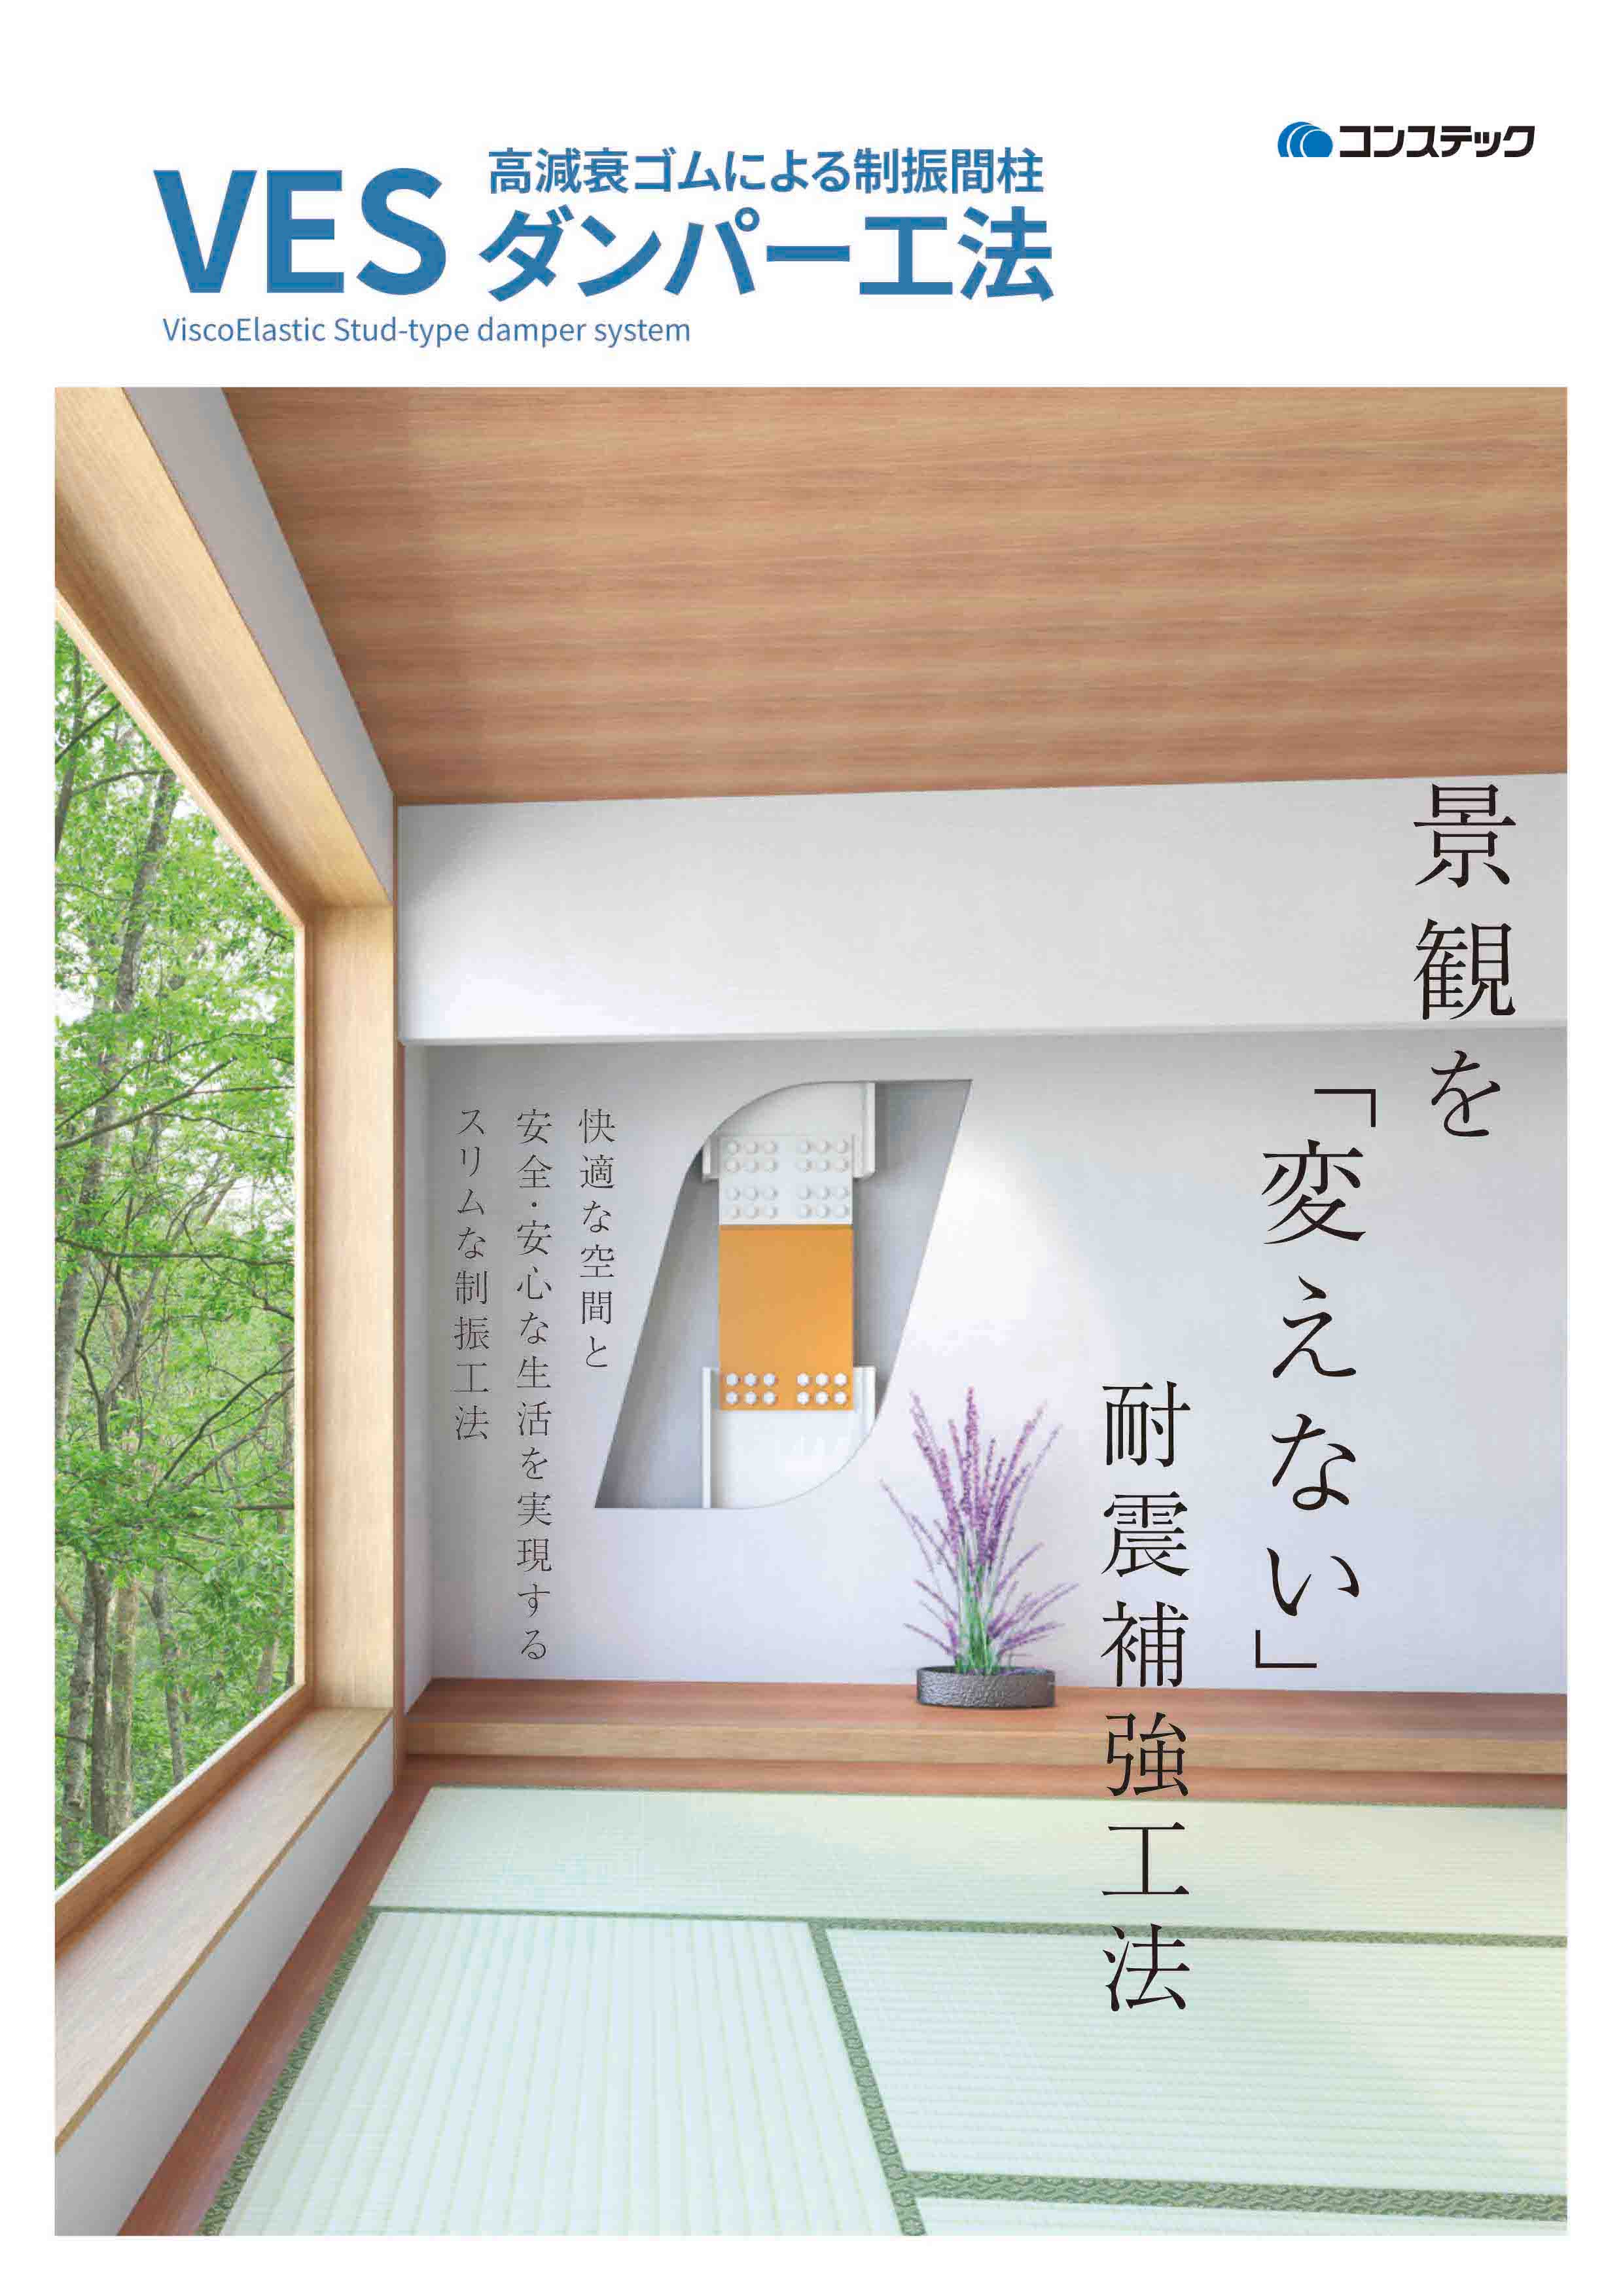 コンステック
高減衰ゴムによる制振間柱
VES ダンパー工法
ViscoElastic Stud-type damper system
景観を
「変えない」
耐震補強工法
快適な空間と
安全・安心な生活を実現する
スリムな制振工法